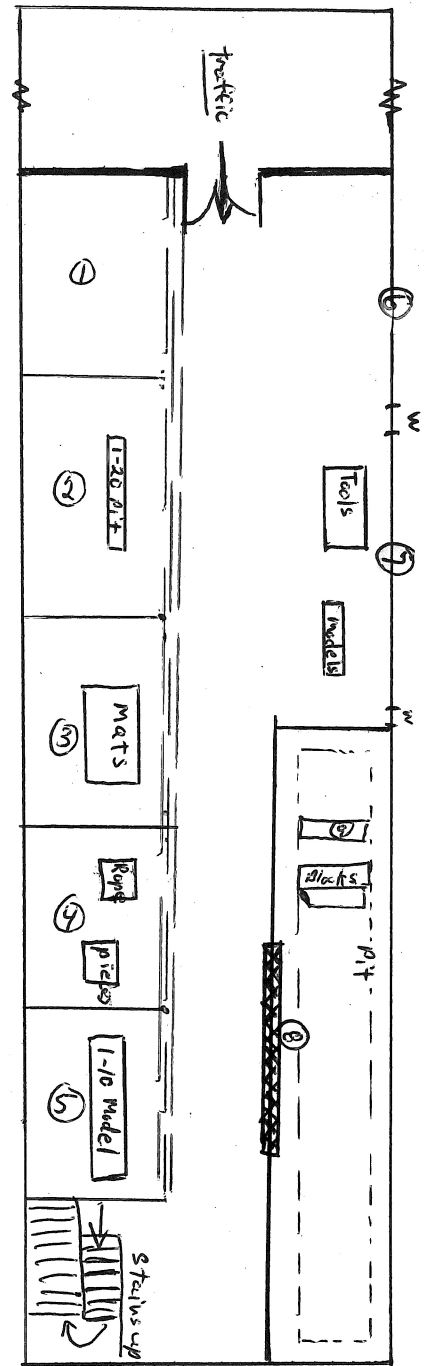 traffic
1
6
w
2
1-20 pit
Tools
7
models
w
3
Mats
9
Blocks
4
Rope
pieces
pit
8
5
1-10 Model
Stairs up